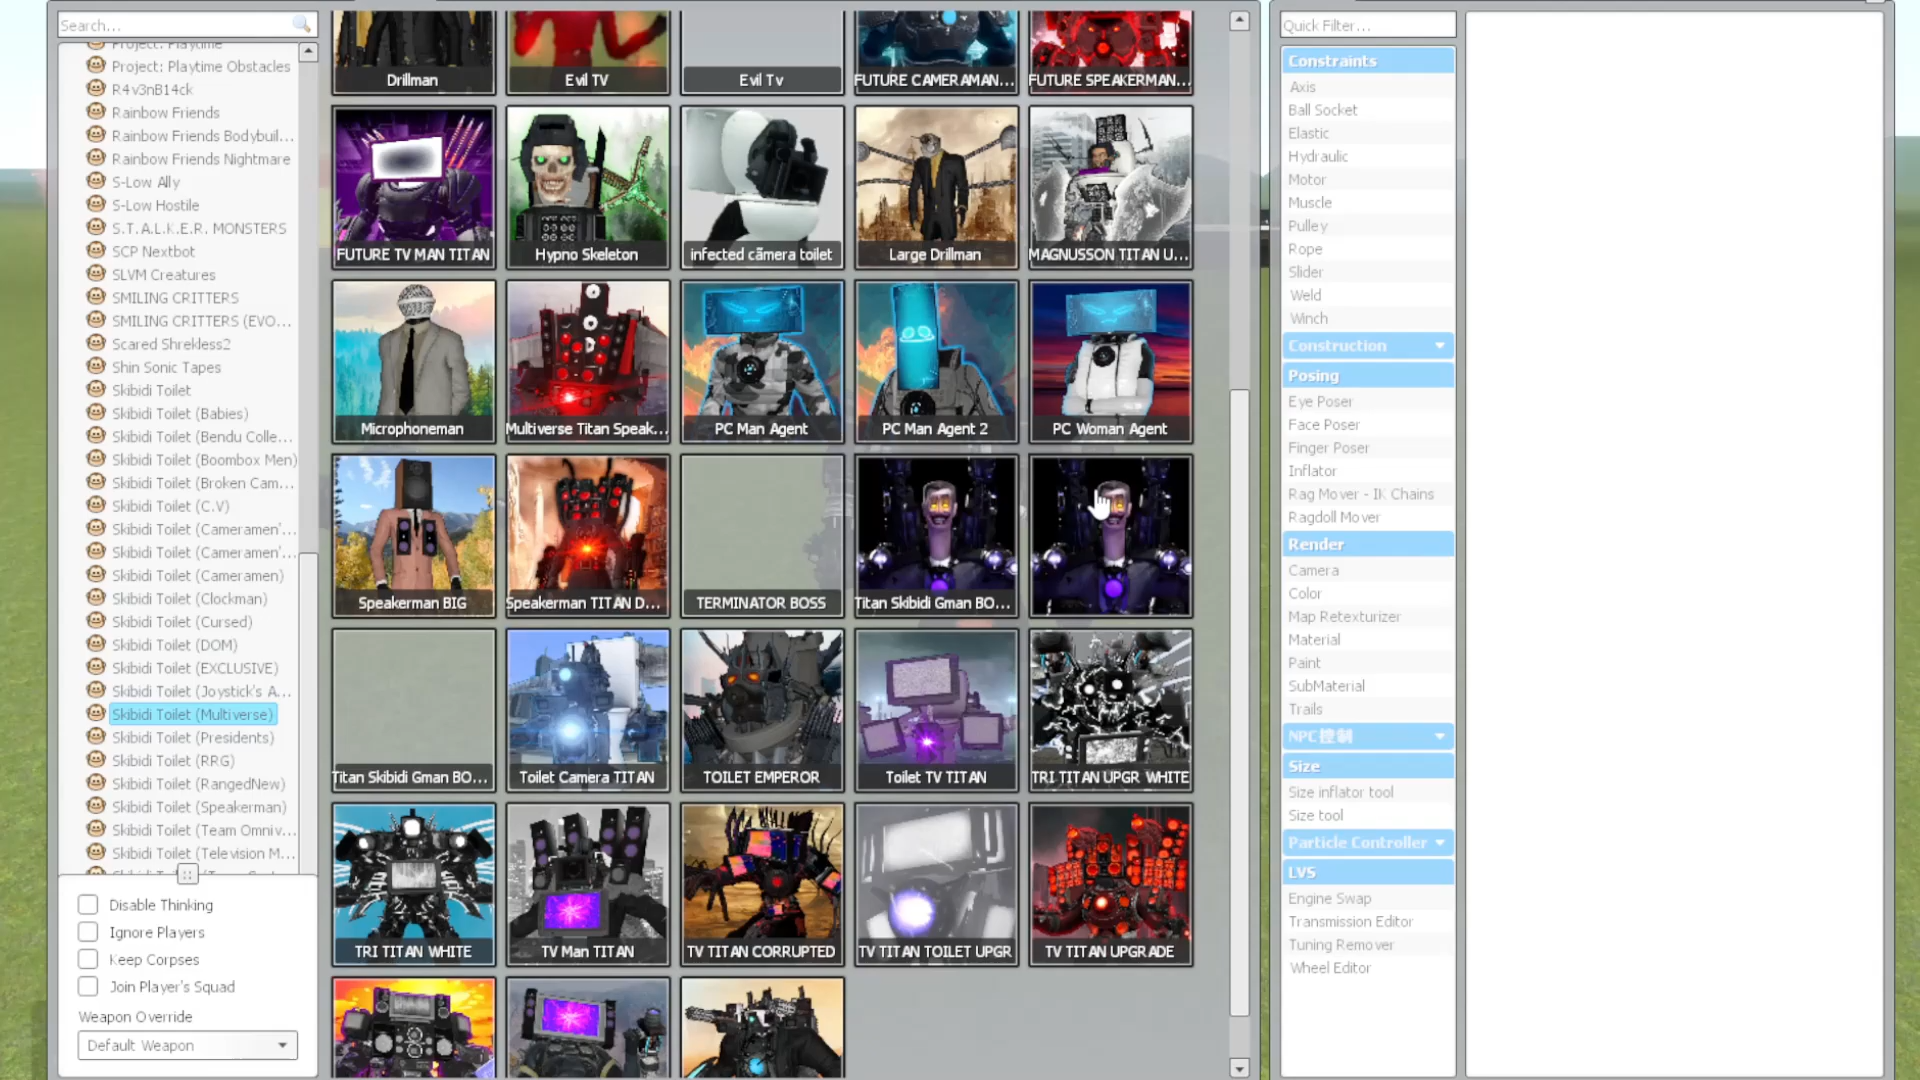 Search...
Project: Playtime
Project: Playtime Obstacles
R4v3nB14ck
Rainbow Friends
Rainbow Friends Bodybuil...
Rainbow Friends Nightmare
S-Low Ally
S-Low Hostile
S.T.A.L.K.E.R. MONSTERS
SCP Nextbot
SLVM Creatures
SMILING CRITTERS
SMILING CRITTERS (EVO...
Scared Shrekless2
Shin Sonic Tapes
Skibidi Toilet
Skibidi Toilet (Babies)
Skibidi Toilet (Bendu Colle...
Skibidi Toilet (Boombox Men)
Skibidi Toilet (Broken Cam...
Skibidi Toilet (C.V)
Skibidi Toilet (Cameramen'...
Skibidi Toilet (Cameramen'...
Skibidi Toilet (Cameramen)
Skibidi Toilet (Clockman)
Skibidi Toilet (Cursed)
Skibidi Toilet (DOM)
Skibidi Toilet (EXCLUSIVE)
Skibidi Toilet (Joystick's A...
Skibidi Toilet (Multiverse)
Skibidi Toilet (Presidents)
Skibidi Toilet (RRG)
Skibidi Toilet (RangedNew)
Skibidi Toilet (Speakerman)
Skibidi Toilet (Team Omniv...
Skibidi Toilet (Television M...
Disable Thinking
Ignore Players
Keep Corpses
Join Player's Squad
Weapon Override
Default Weapon
Drillman
Evil TV
Evil Tv
FUTURE CAMERAMAN...
FUTURE SPEAKERMAN...
FUTURE TV MAN TITAN
Hypno Skeleton
infected cãmera toilet
Large Drillman
MAGNUSSON TITAN U...
Microphoneman
Multiverse Titan Speak...
PC Man Agent
PC Man Agent 2
PC Woman Agent
Speakerman BIG
Speakerman TITAN D...
TERMINATOR BOSS
Titan Skibidi Gman BO...
Titan Skibidi Gman BO...
Toilet Camera TITAN
TOILET EMPEROR
Toilet TV TITAN
TRI TITAN UPGR WHITE
TRI TITAN WHITE
TV Man TITAN
TV TITAN CORRUPTED
TV TITAN TOILET UPGR
TV TITAN UPGRADE
Quick Filter...
Constraints
Axis
Ball Socket
Elastic
Hydraulic
Motor
Muscle
Pulley
Rope
Slider
Weld
Winch
Construction
Posing
Eye Poser
Face Poser
Finger Poser
Inflator
Rag Mover - IK Chains
Ragdoll Mover
Render
Camera
Color
Map Retexturizer
Material
Paint
SubMaterial
Trails
NPC控制
Size
Size inflator tool
Size tool
Particle Controller
LVS
Engine Swap
Transmission Editor
Tuning Remover
Wheel Editor